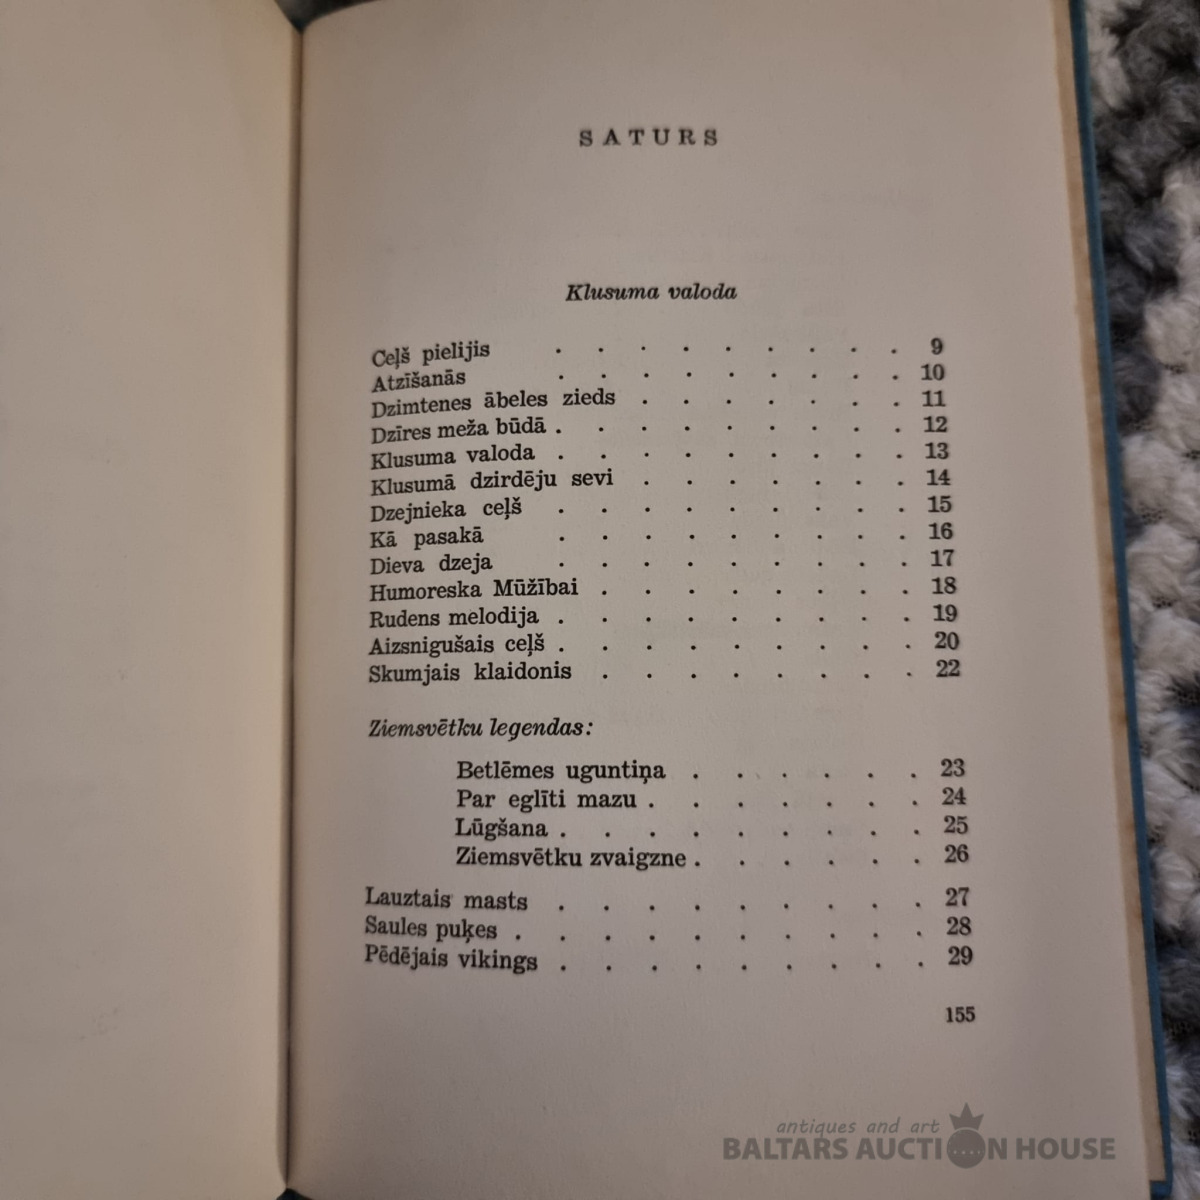 SATURS
Klusuma valoda
Ceļš pielijis . . . . . . . . . 9
Atzīšanās . . . . . . . . . 10
Dzimtenes ābeles zieds . . . . . . . 11
Dzīres meža būdā . . . . . . . . . 12
Klusuma valoda . . . . . . . . . 13
Klusumā dzirdēju sevi . . . . . . . 14
Dzejnieka ceļš . . . . . . . . . 15
Kā pasakā . . . . . . . . . 16
Dieva dzeja . . . . . . . . . 17
Humoreska Mūžībai . . . . . . . . 18
Rudens melodija . . . . . . . . . 19
Aizsnigušais ceļš . . . . . . . . . 20
Skumjais klaidonis . . . . . . . . 22
Ziemsvētku legendas:
Betlēmes uguntiņa . . . . . . 23
Par eglīti mazu . . . . . . . 24
Lūgšana . . . . . . . . . 25
Ziemsvētku zvaigzne . . . . . . 26
Lauztais masts . . . . . . . . . 27
Saules puķes . . . . . . . . . . 28
Pēdējais vikings . . . . . . . . . 29
155
antiques and art
BALTARS AUCTION HOUSE